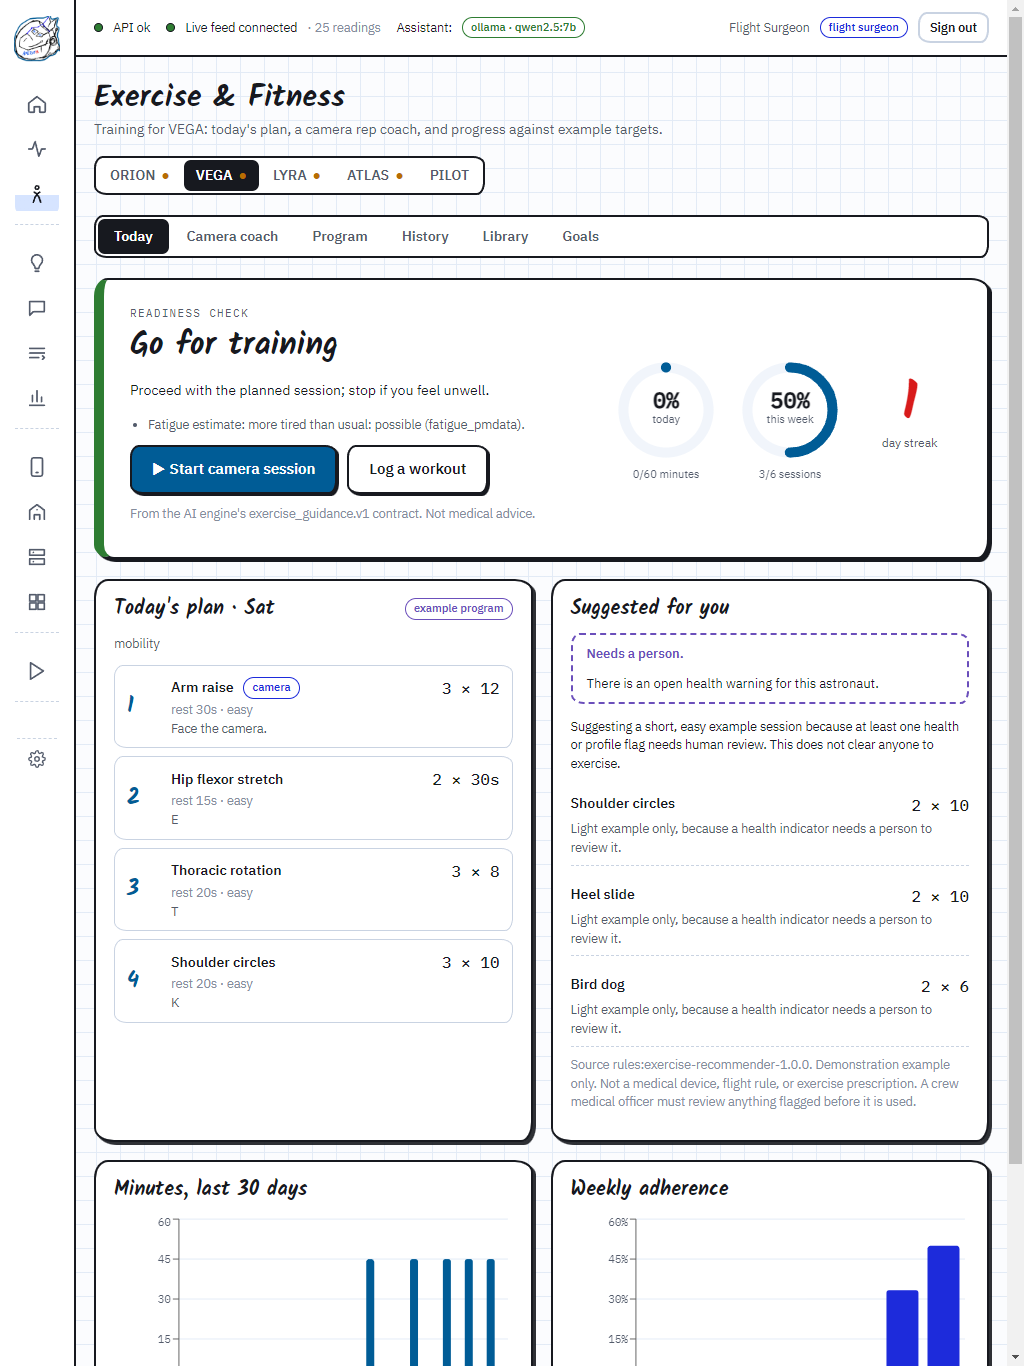 API ok Live feed connected · 25 readings Assistant: ollama · qwen2.5:7b Flight Surgeon flight surgeon Sign out
Exercise & Fitness
Training for VEGA: today's plan, a camera rep coach, and progress against example targets.
ORION VEGA LYRA ATLAS PILOT
Today Camera coach Program History Library Goals
READINESS CHECK
Go for training
Proceed with the planned session; stop if you feel unwell.
• Fatigue estimate: more tired than usual: possible (fatigue_pmdata).
▶ Start camera session Log a workout
From the AI engine's exercise_guidance.v1 contract. Not medical advice.
0%
today
0/60 minutes
50%
this week
3/6 sessions
1
day streak
Today's plan · Sat example program
mobility
1 Arm raise camera 3 × 12
rest 30s · easy
Face the camera.
2 Hip flexor stretch 2 × 30s
rest 15s · easy
E
3 Thoracic rotation 3 × 8
rest 20s · easy
T
4 Shoulder circles 3 × 10
rest 20s · easy
K
Suggested for you
Needs a person.
There is an open health warning for this astronaut.
Suggesting a short, easy example session because at least one health
or profile flag needs human review. This does not clear anyone to
exercise.
Shoulder circles 2 × 10
Light example only, because a health indicator needs a person to
review it.
Heel slide 2 × 10
Light example only, because a health indicator needs a person to
review it.
Bird dog 2 × 6
Light example only, because a health indicator needs a person to
review it.
Source rules:exercise-recommender-1.0.0. Demonstration example
only. Not a medical device, flight rule, or exercise prescription. A crew
medical officer must review anything flagged before it is used.
Minutes, last 30 days
60
45
30
15
Weekly adherence
60%
45%
30%
15%